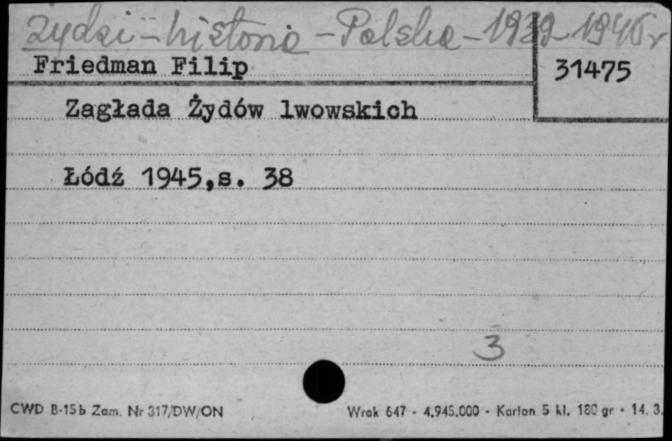 Żydzi - historia - Polska - 1939-1945 r
Friedman Filip
31475
Zagłada Żydów lwowskich
Łódź 1945,s. 38
3
CWD B-15b Zam. Nr 317/DW/ON
Wrak 647 - 4.945.000 - Karton 5 kl. 180 gr - 14. 3.